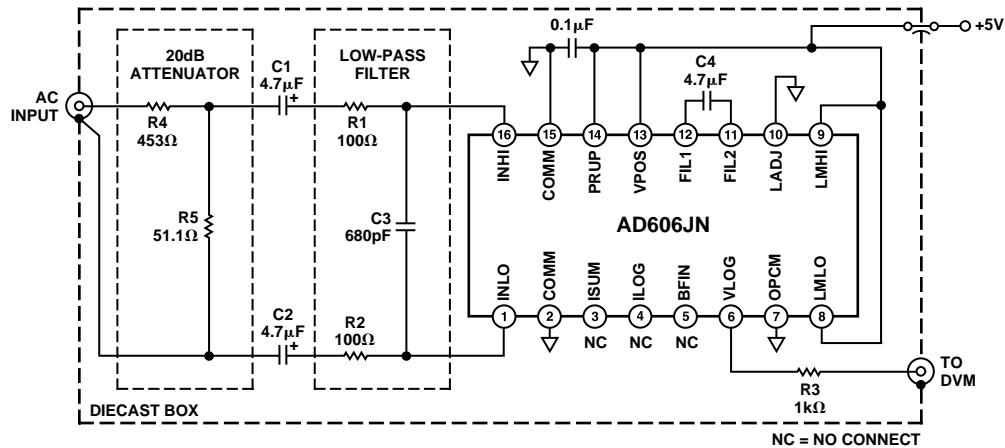 +5V
0.1µF
20dB
ATTENUATOR
C1
4.7µF
+
LOW-PASS
FILTER
C4
4.7µF
AC
INPUT
R4
453Ω
R1
100Ω
16
15
14
13
12
11
10
9
INHI
COMM
PRUP
VPOS
FIL1
FIL2
LADJ
LMHI
R5
51.1Ω
C3
680pF
AD606JN
INLO
COMM
ISUM
ILOG
BFIN
VLOG
OPCM
LMLO
1
2
3
4
5
6
7
8
C2
4.7µF
+
R2
100Ω
NC
NC
NC
R3
1kΩ
TO
DVM
DIECAST BOX
NC = NO CONNECT